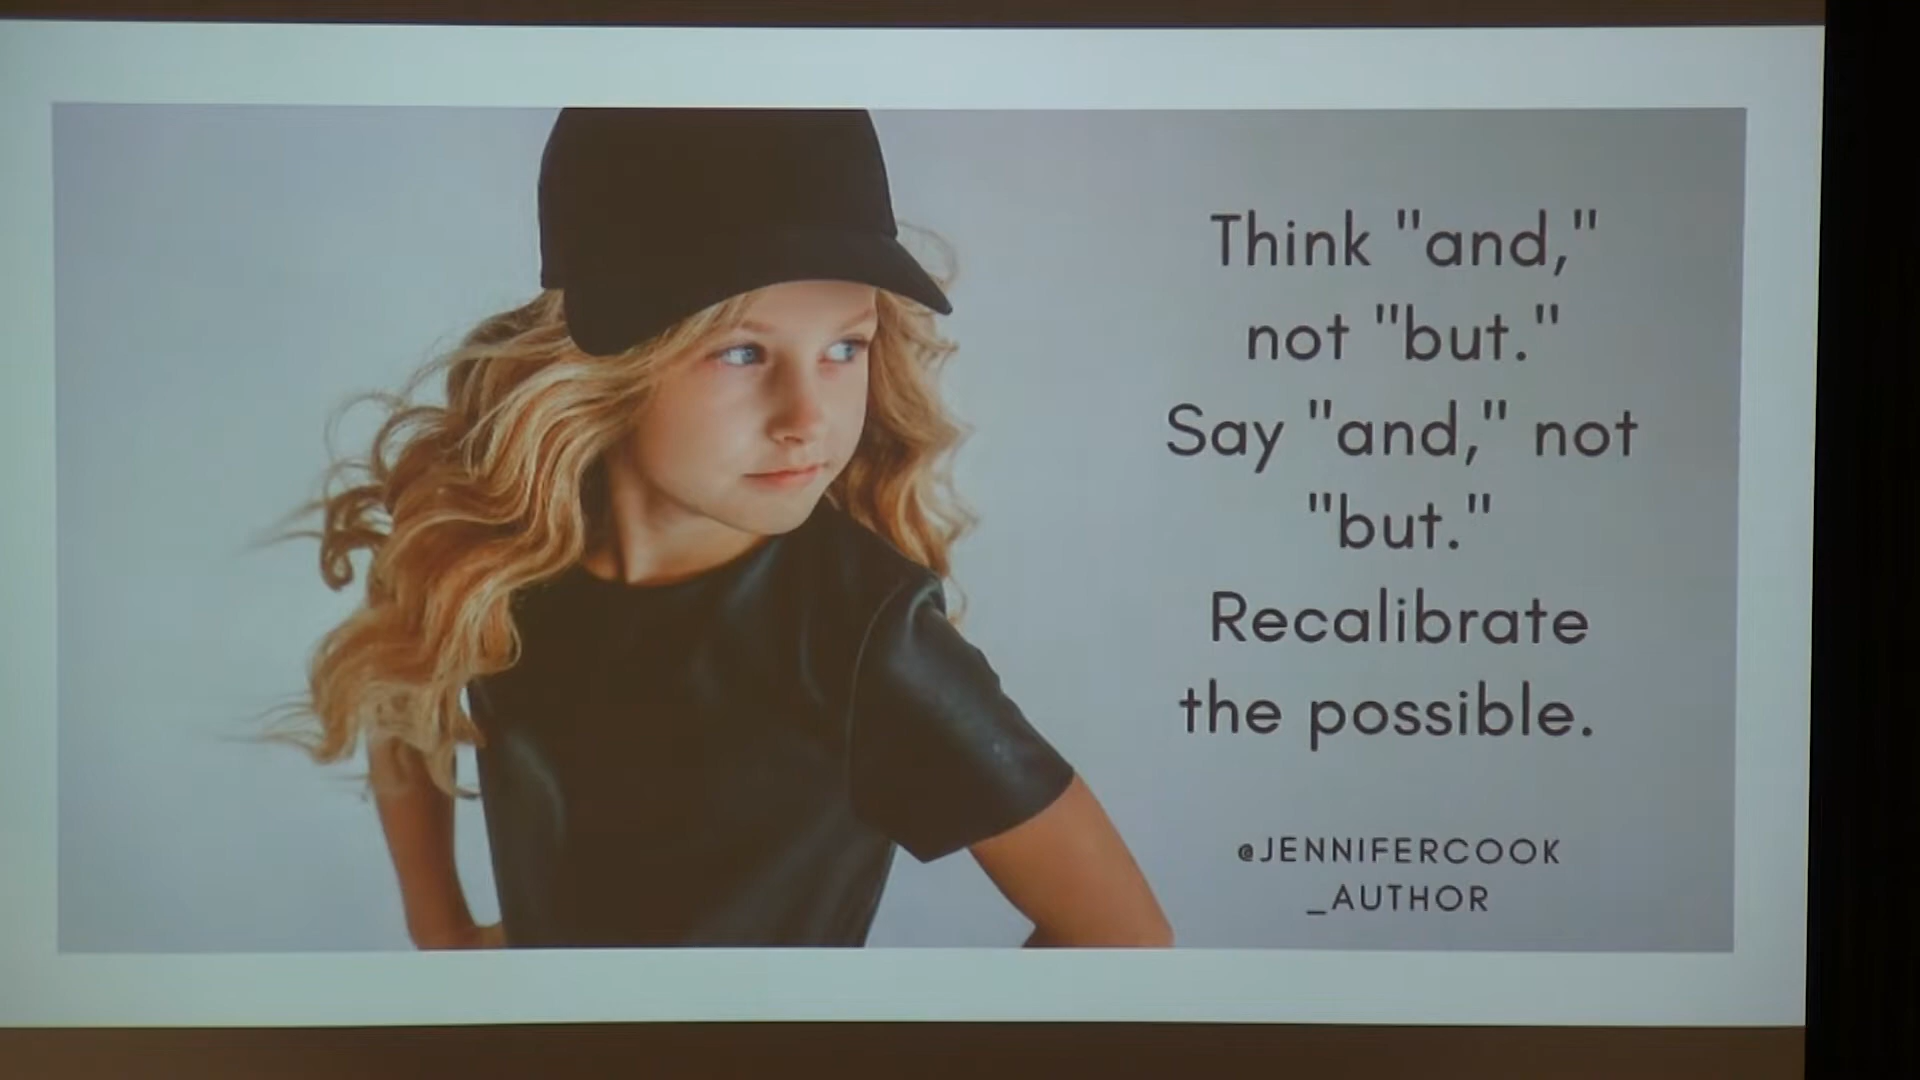 Think "and,"
not "but."
Say "and," not
"but."
Recalibrate
the possible.
@JENNIFERCOOK
_AUTHOR